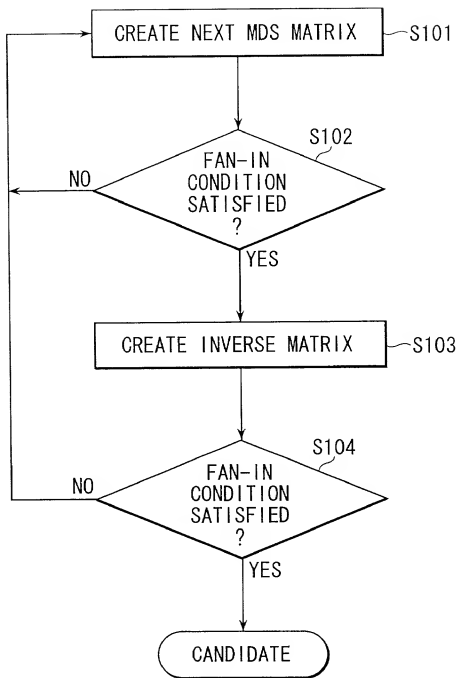 CREATE NEXT MDS MATRIX
S101
S102
FAN-IN
CONDITION
SATISFIED
?
NO
YES
CREATE INVERSE MATRIX
S103
S104
FAN-IN
CONDITION
SATISFIED
?
NO
YES
CANDIDATE